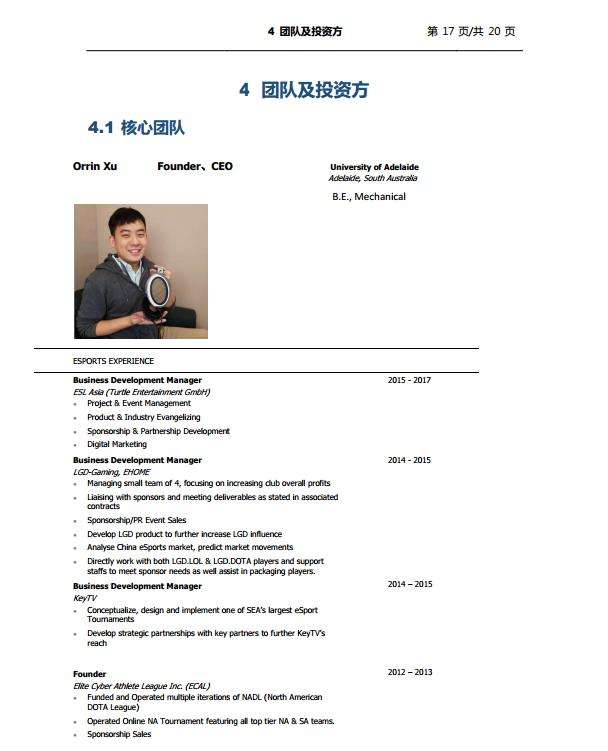 4 团队及投资方 第 17 页/共 20 页
4 团队及投资方
4.1 核心团队
Orrin Xu Founder、CEO University of Adelaide
Adelaide, South Australia
B.E., Mechanical
ESPORTS EXPERIENCE
Business Development Manager 2015 - 2017
ESL Asia (Turtle Entertainment GmbH)
• Project & Event Management
• Product & Industry Evangelizing
• Sponsorship & Partnership Development
• Digital Marketing
Business Development Manager 2014 - 2015
LGD-Gaming, EHOME
• Managing small team of 4, focusing on increasing club overall profits
• Liaising with sponsors and meeting deliverables as stated in associated
contracts
• Sponsorship/PR Event Sales
• Develop LGD product to further increase LGD influence
• Analyse China eSports market, predict market movements
• Directly work with both LGD.LOL & LGD.DOTA players and support
staffs to meet sponsor needs as well assist in packaging players.
Business Development Manager 2014 – 2015
KeyTV
• Conceptualize, design and implement one of SEA's largest eSport
Tournaments
• Develop strategic partnerships with key partners to further KeyTV's
reach
Founder 2012 – 2013
Elite Cyber Athlete League Inc. (ECAL)
• Funded and Operated multiple iterations of NADL (North American
DOTA League)
• Operated Online NA Tournament featuring all top tier NA & SA teams.
• Sponsorship Sales